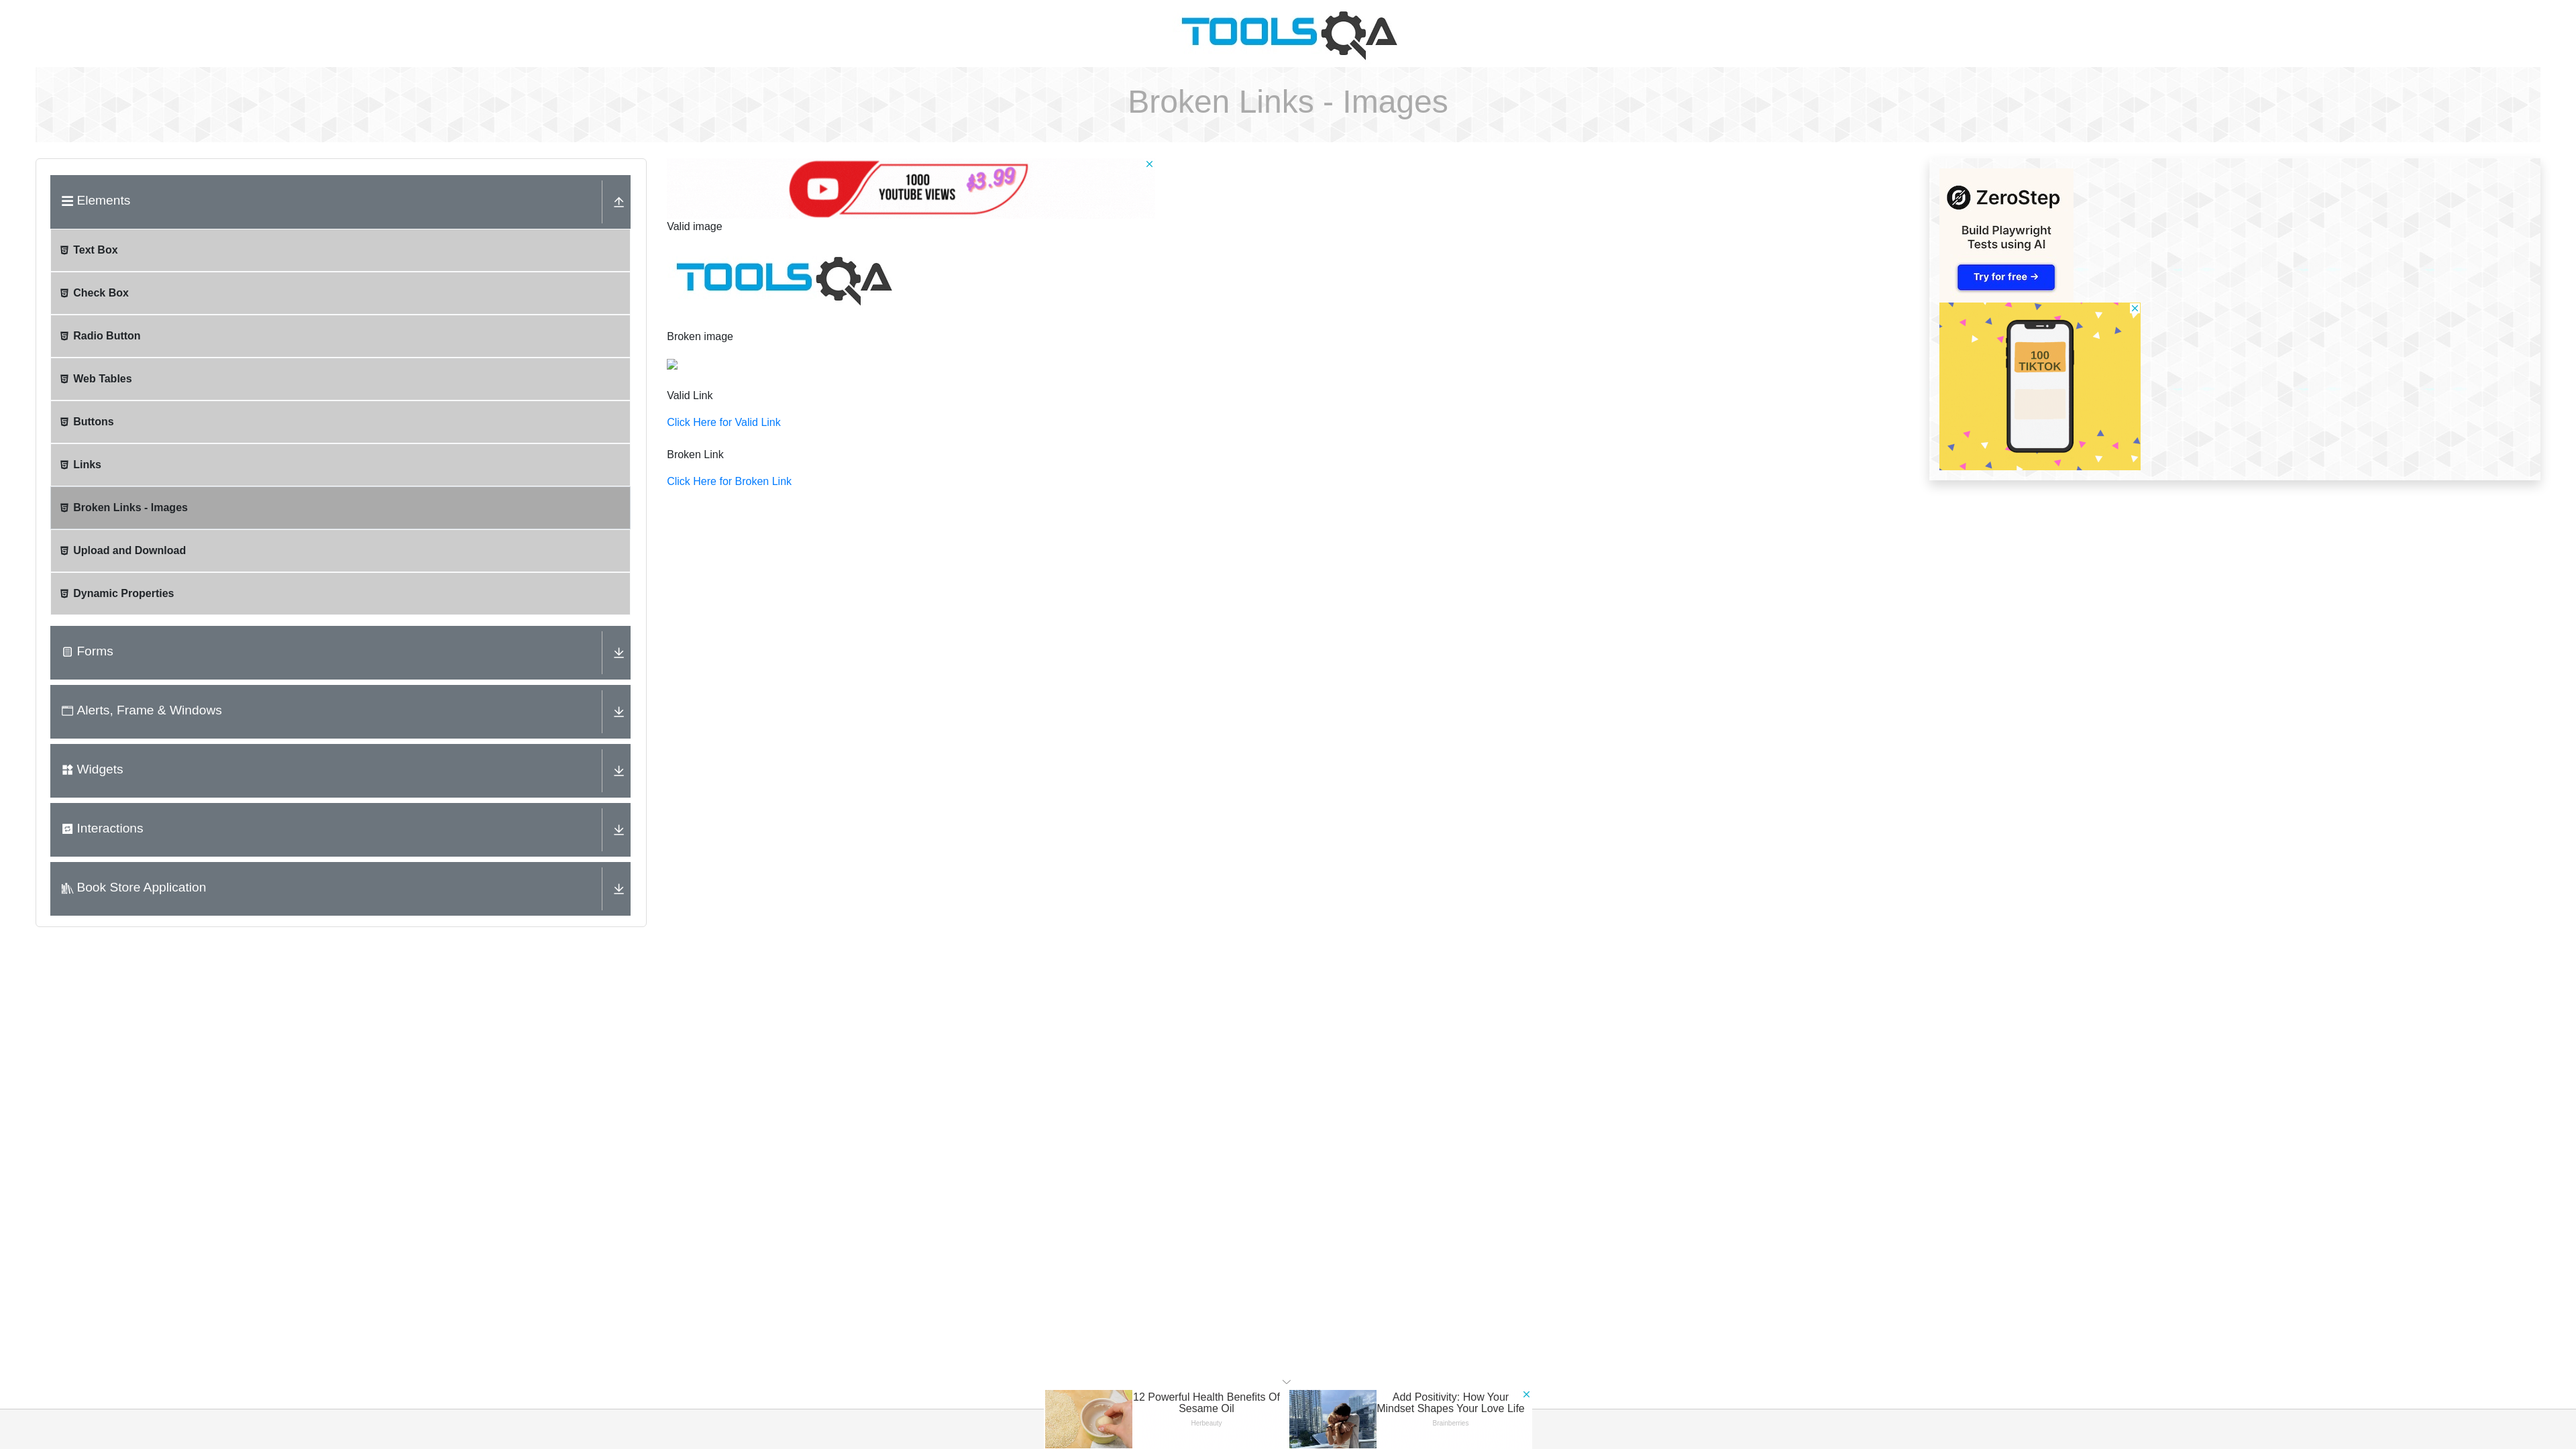 TOOLSQA
Broken Links - Images
Elements
Text Box
Check Box
Radio Button
Web Tables
Buttons
Links
Broken Links - Images
Upload and Download
Dynamic Properties
Forms
Alerts, Frame & Windows
Widgets
Interactions
Book Store Application
1000
YOUTUBE VIEWS
$3.99
Valid image
TOOLSQA
Broken image
Valid Link
Click Here for Valid Link
Broken Link
Click Here for Broken Link
ZeroStep
Build Playwright
Tests using AI
Try for free →
100
TIKTOK
12 Powerful Health Benefits Of
Sesame Oil
Herbeauty
Add Positivity: How Your
Mindset Shapes Your Love Life
Brainberries